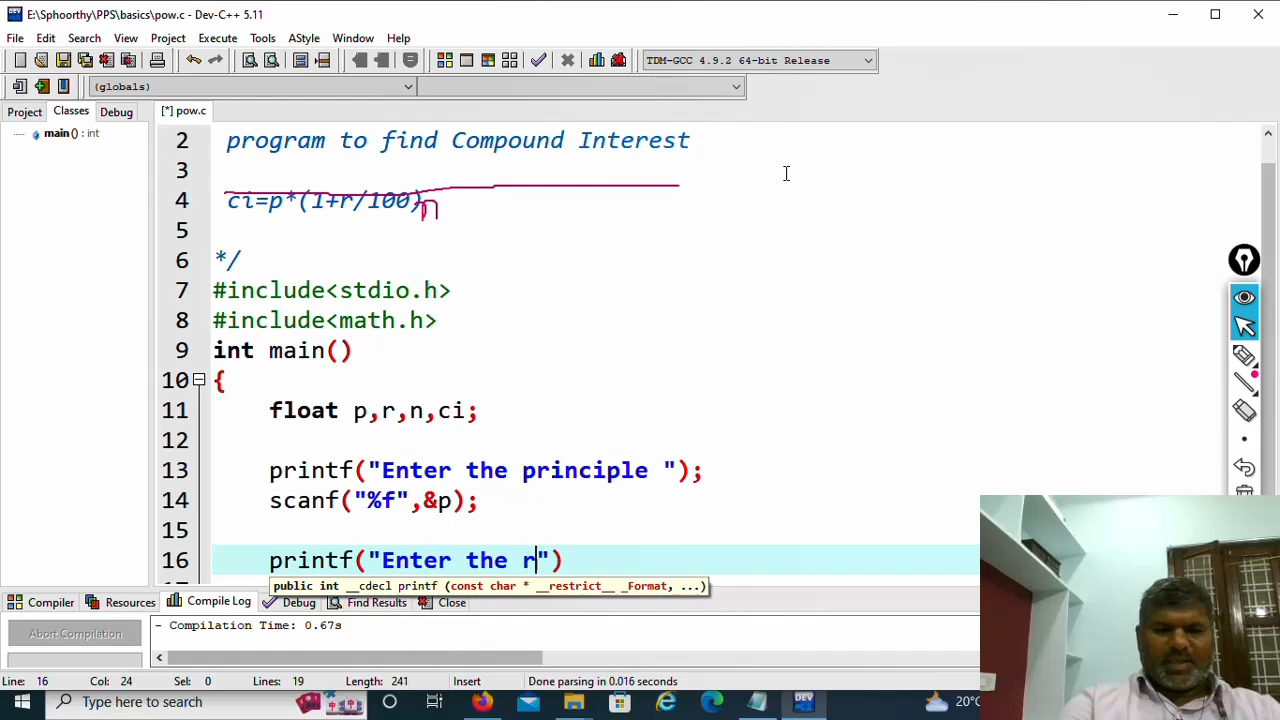 E:\Sphoorthy\PPS\basics\pow.c - Dev-C++ 5.11
File Edit Search View Project Execute Tools AStyle Window Help
TDM-GCC 4.9.2 64-bit Release
(globals)
Project Classes Debug [*] pow.c
main() : int
2 program to find Compound Interest
3
4 ci=p*(1+r/100)
n
5
6 */
7 #include<stdio.h>
8 #include<math.h>
9 int main()
10 {
11 float p,r,n,ci;
12
13 printf("Enter the principle ");
14 scanf("%f",&p);
15
16 printf("Enter the r")
public int __cdecl printf (const char * __restrict__ _Format, ...)
Compiler Resources Compile Log Debug Find Results Close
Abort Compilation
- Compilation Time: 0.67s
Line: 16 Col: 24 Sel: 0 Lines: 19 Length: 241 Insert Done parsing in 0.016 seconds
Type here to search
20°C